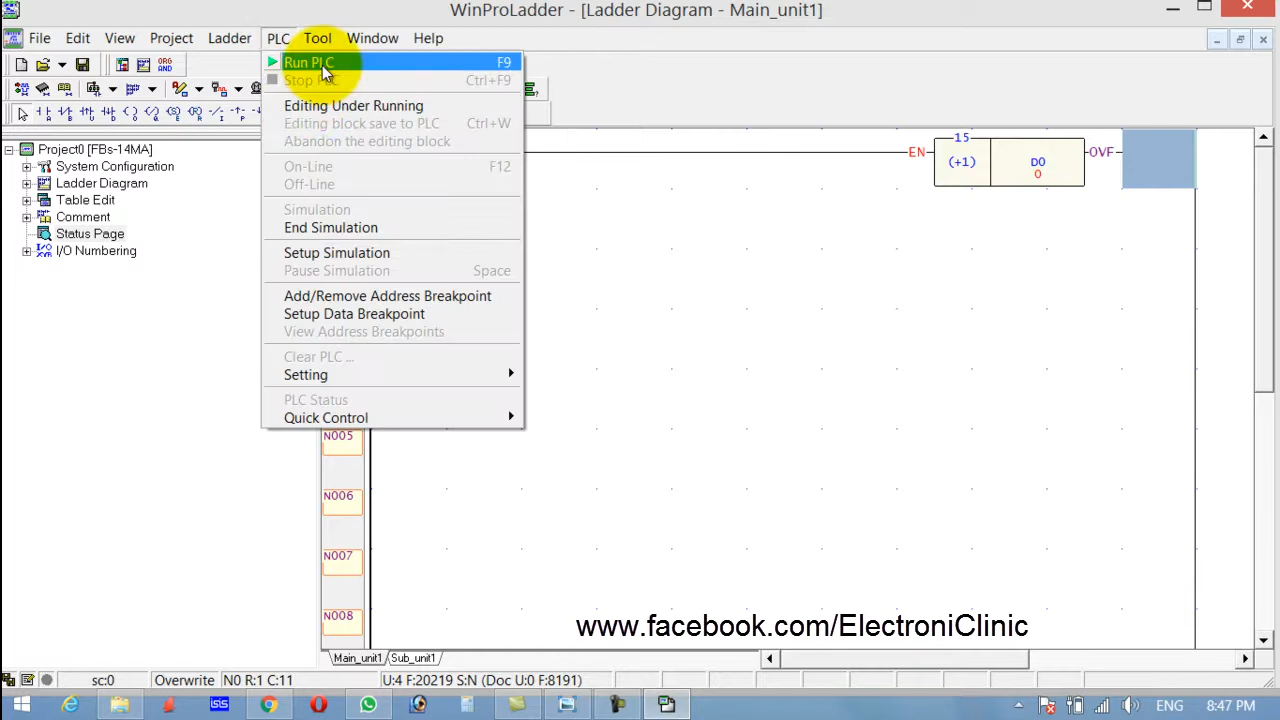 WinProLadder - [Ladder Diagram - Main_unit1]
File Edit View Project Ladder PLC Tool Window Help
Run PLC F9
Stop PLC Ctrl+F9
Editing Under Running
Editing block save to PLC Ctrl+W
Abandon the editing block
On-Line F12
Off-Line
Simulation
End Simulation
Setup Simulation
Pause Simulation Space
Add/Remove Address Breakpoint
Setup Data Breakpoint
View Address Breakpoints
Clear PLC ...
Setting
PLC Status
Quick Control
ORG
AND
Project0 [FBs-14MA]
System Configuration
Ladder Diagram
Table Edit
Comment
Status Page
I/O Numbering
15
EN (+1) D0 OVF
0
N005
N006
N007
N008
www.facebook.com/ElectroniClinic
Main_unit1 Sub_unit1
sc:0 Overwrite N0 R:1 C:11 U:4 F:20219 S:N (Doc U:0 F:8191)
ISIS
ENG 8:47 PM